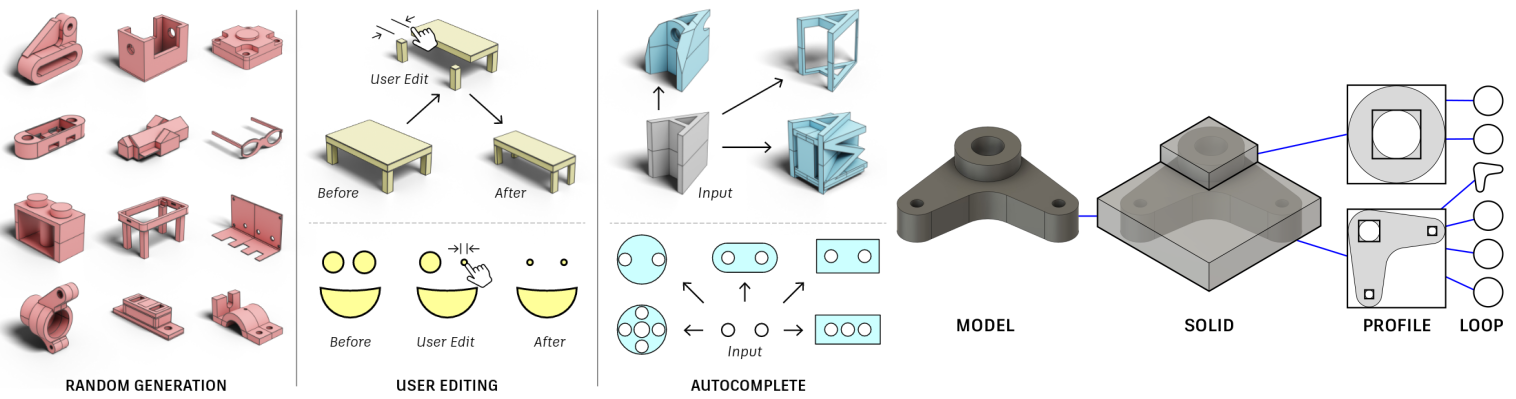 User Edit
Before
After
Before
User Edit
After
USER EDITING
RANDOM GENERATION
Input
Input
AUTOCOMPLETE
MODEL
SOLID
PROFILE
LOOP